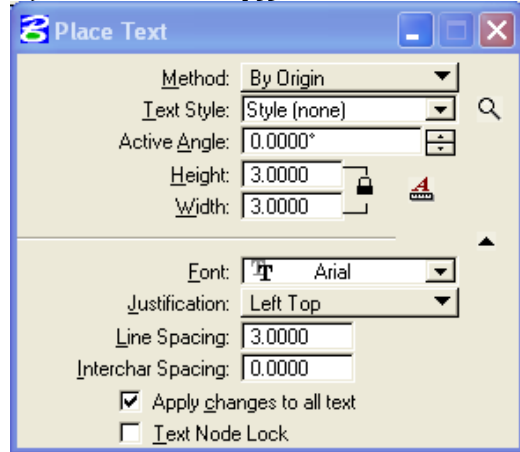 Place Text
Method: By Origin
Text Style: Style (none)
Active Angle: 0.0000°
Height: 3.0000
Width: 3.0000
Font: Arial
Justification: Left Top
Line Spacing: 3.0000
Interchar Spacing: 0.0000
Apply changes to all text
Text Node Lock